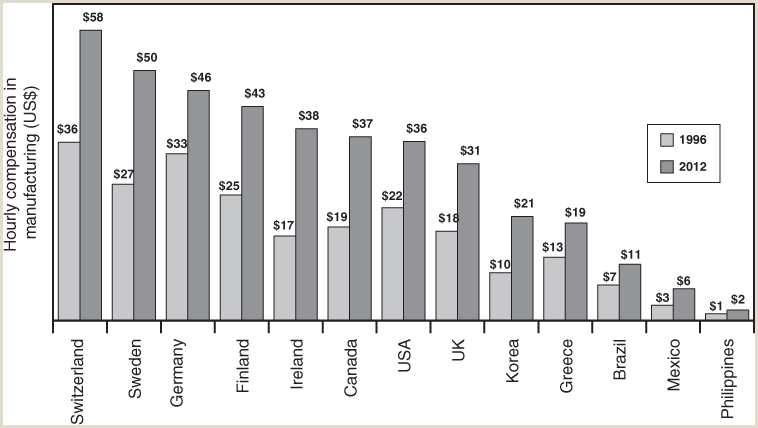 Hourly compensation in
manufacturing (US$)
$36
$58
$27
$50
$33
$46
$25
$43
$17
$38
$19
$37
$22
$36
$18
$31
$10
$21
$13
$19
$7
$11
$3
$6
$1
$2
1996
2012
Switzerland
Sweden
Germany
Finland
Ireland
Canada
USA
UK
Korea
Greece
Brazil
Mexico
Philippines